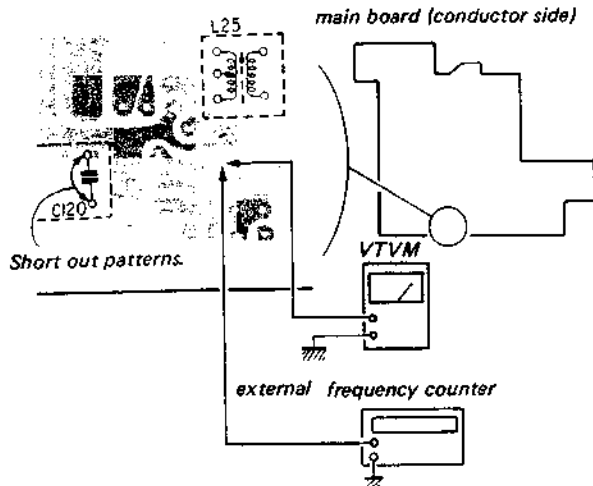 L25
main board (conductor side)
C120
Short out patterns.
VTVM
external frequency counter